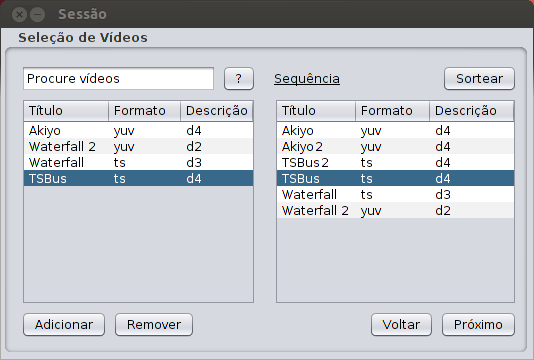 Sessão
Seleção de Vídeos
Procure vídeos ? Sequência Sortear
Título Formato Descrição
Akiyo yuv d4
Waterfall 2 yuv d2
Waterfall ts d3
TSBus ts d4
Título Formato Descrição
Akiyo yuv d4
Akiyo2 yuv d4
TSBus2 ts d4
TSBus ts d4
Waterfall ts d3
Waterfall 2 yuv d2
Adicionar Remover Voltar Próximo